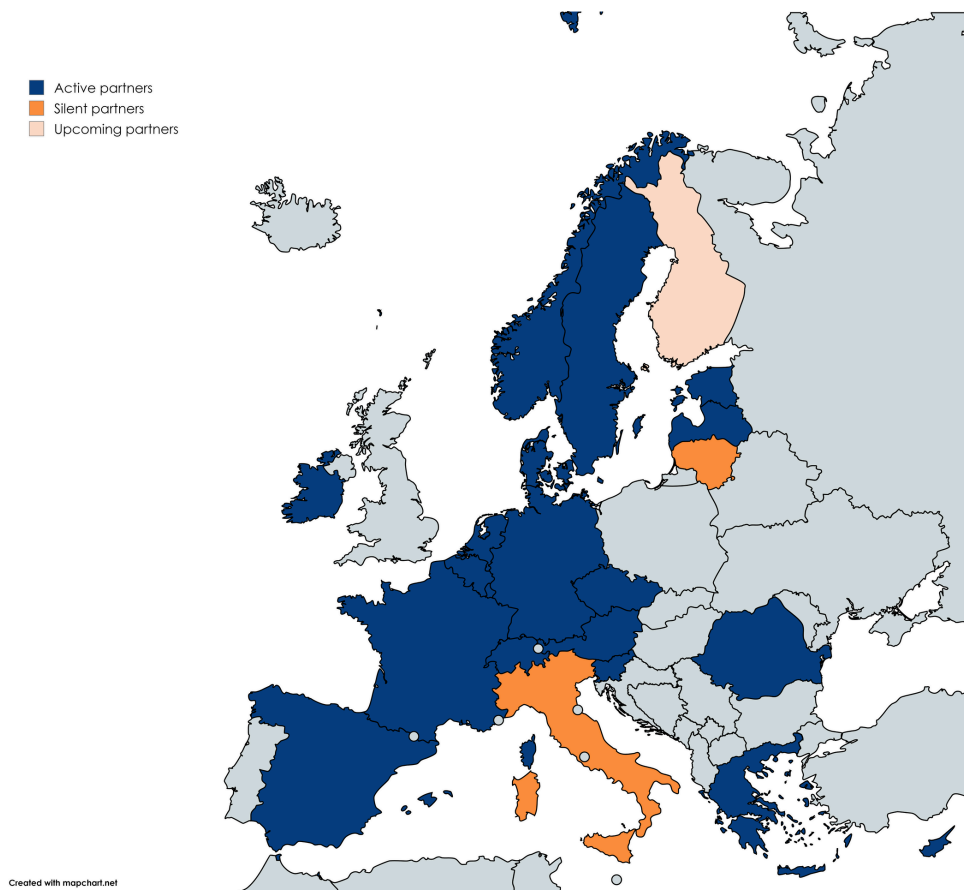 Active partners
Silent partners
Upcoming partners
Created with mapchart.net